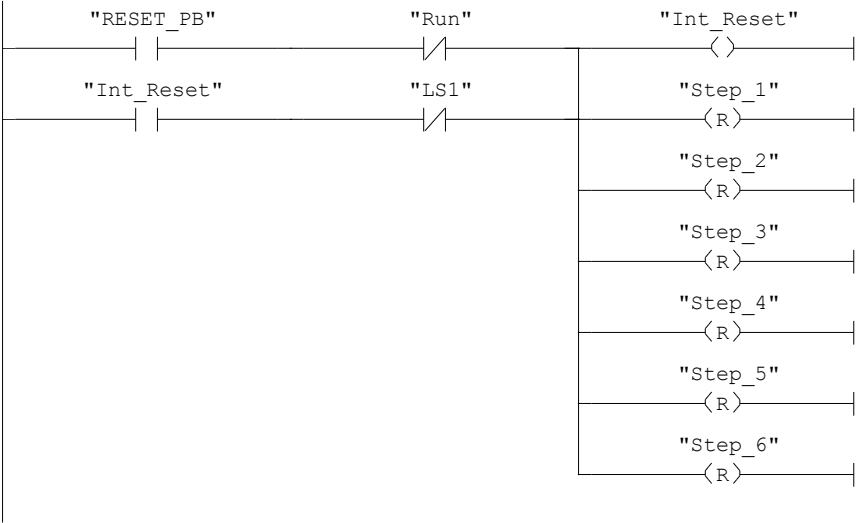 "RESET_PB" "Run" "Int_Reset"
"Int_Reset" "LS1" "Step_1"
R
"Step_2"
R
"Step_3"
R
"Step_4"
R
"Step_5"
R
"Step_6"
R